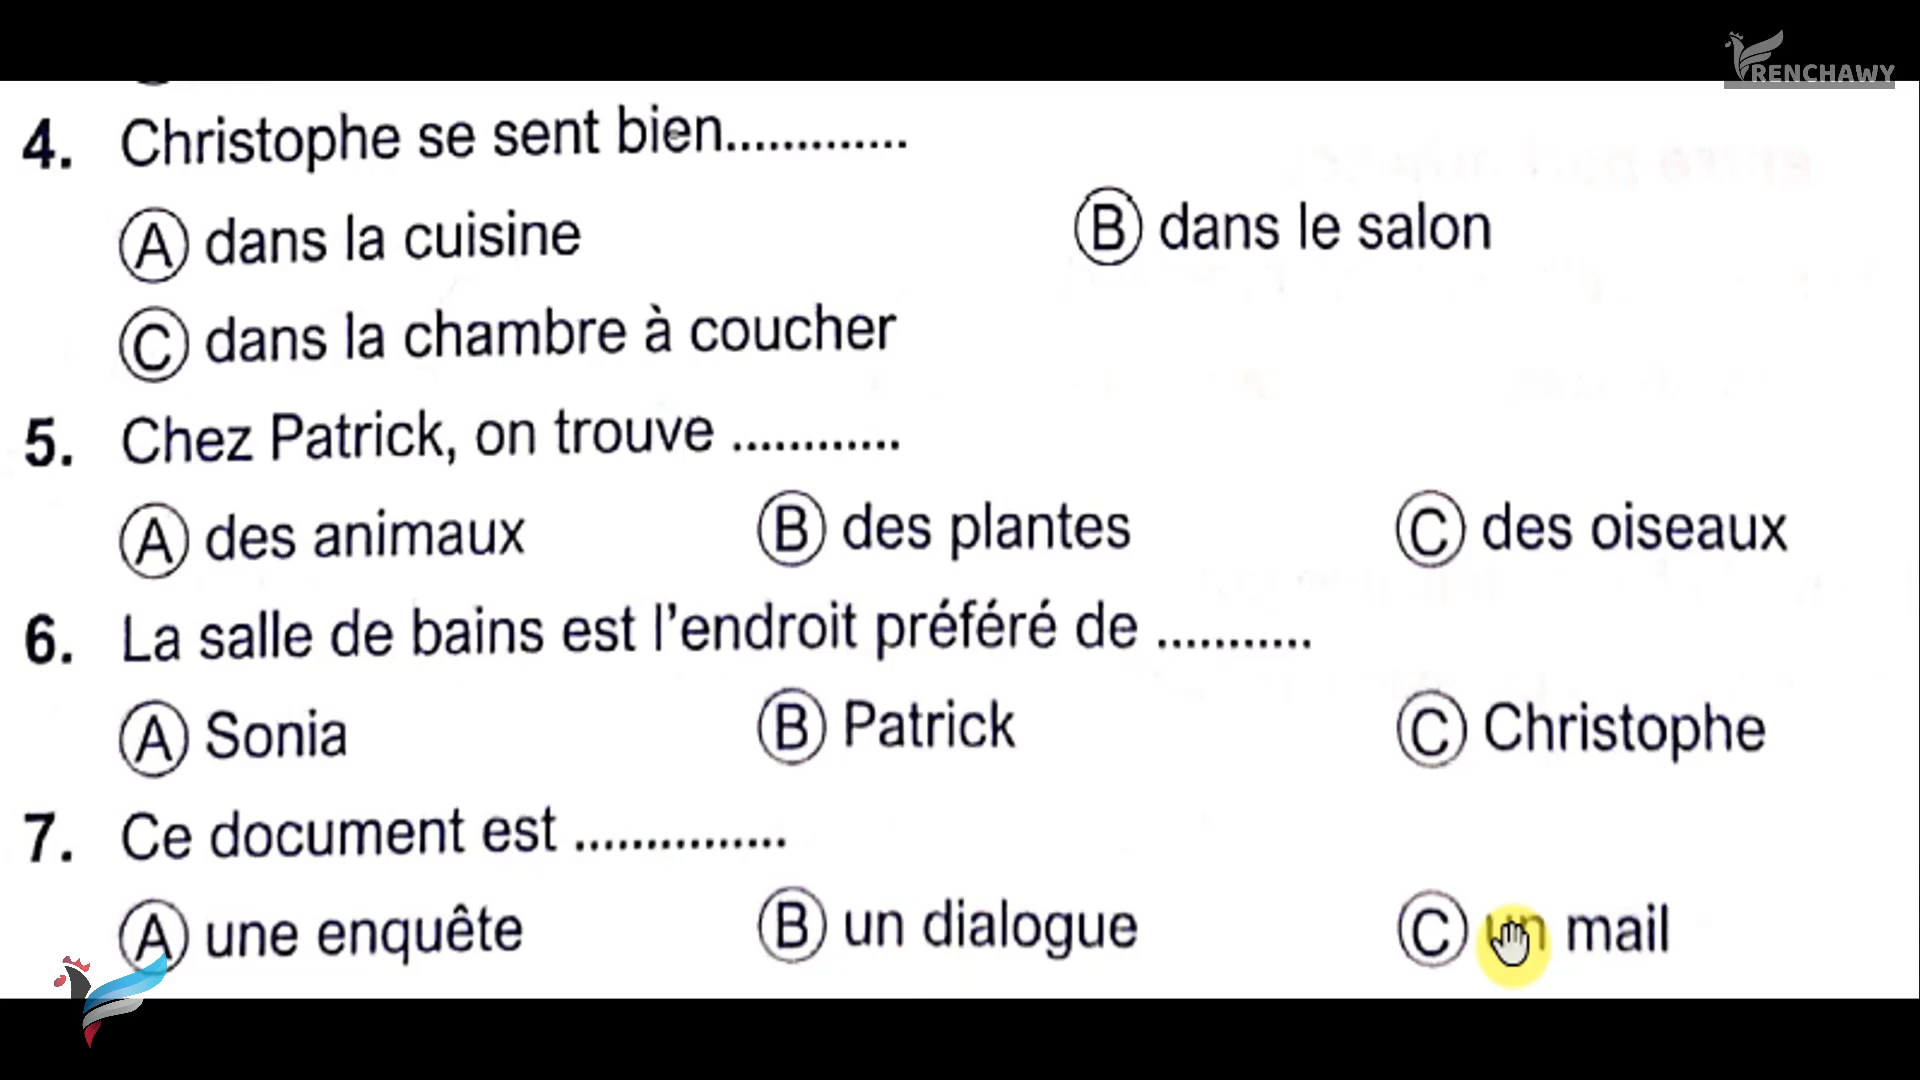 RENCHAWY
4. Christophe se sent bien.............
A dans la cuisine
B dans le salon
C dans la chambre à coucher
5. Chez Patrick, on trouve ............
A des animaux
B des plantes
C des oiseaux
6. La salle de bains est l'endroit préféré de ...........
A Sonia
B Patrick
C Christophe
7. Ce document est ...............
A une enquête
B un dialogue
C un mail